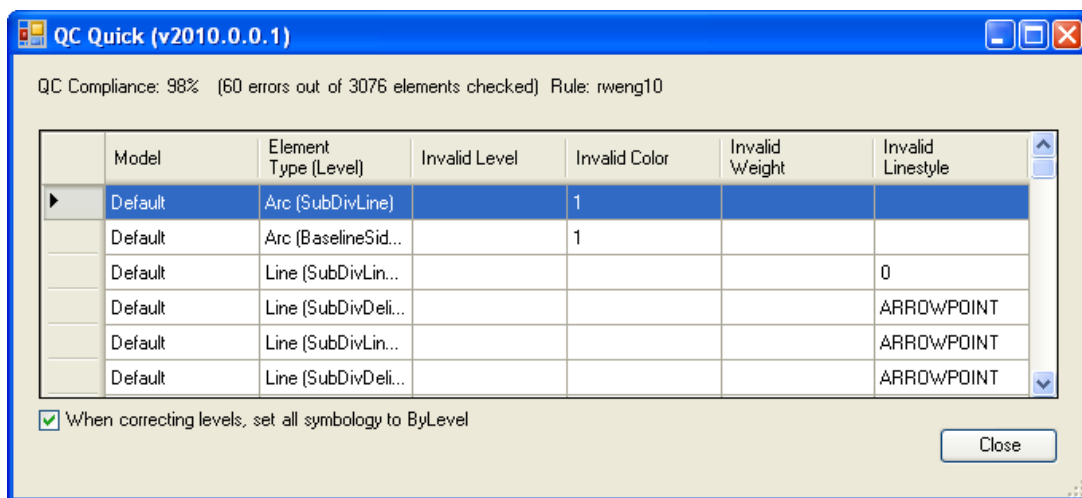 QC Quick (v2010.0.0.1)
QC Compliance: 98% (60 errors out of 3076 elements checked) Rule: rweng10
Model Element Type (Level) Invalid Level Invalid Color Invalid Weight Invalid Linestyle
Default Arc (SubDivLine) 1
Default Arc (BaselineSid... 1
Default Line (SubDivLin... 0
Default Line (SubDivDeli... ARROWPOINT
Default Line (SubDivLin... ARROWPOINT
Default Line (SubDivDeli... ARROWPOINT
When correcting levels, set all symbology to ByLevel
Close